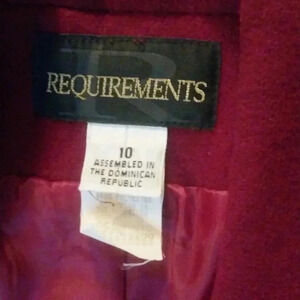 REQUIREMENTS
10
ASSEMBLED IN
THE DOMINICAN
REPUBLIC